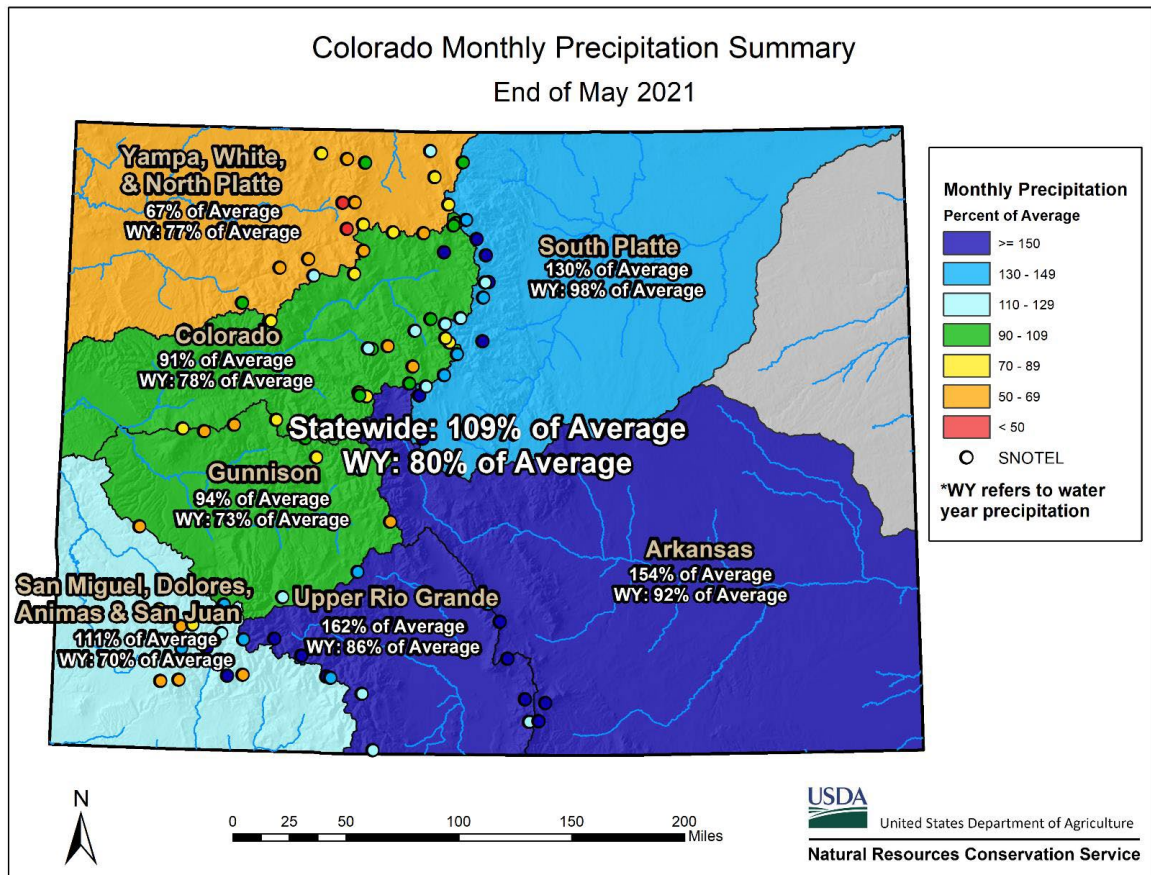 Colorado Monthly Precipitation Summary
End of May 2021
Yampa, White,
& North Platte
67% of Average
WY: 77% of Average
South Platte
130% of Average
WY: 98% of Average
Colorado
91% of Average
WY: 78% of Average
Statewide: 109% of Average
WY: 80% of Average
Gunnison
94% of Average
WY: 73% of Average
Arkansas
154% of Average
WY: 92% of Average
San Miguel, Dolores,
Animas & San Juan
111% of Average
WY: 70% of Average
Upper Rio Grande
162% of Average
WY: 86% of Average
Monthly Precipitation
Percent of Average
>= 150
130 - 149
110 - 129
90 - 109
70 - 89
50 - 69
< 50
SNOTEL
*WY refers to water
year precipitation
N
0 25 50 100 150 200
Miles
USDA
United States Department of Agriculture
Natural Resources Conservation Service